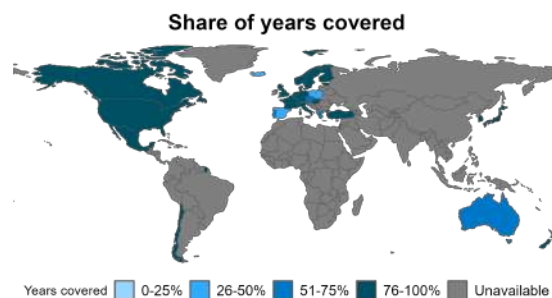 Share of years covered
Years covered 0-25% 26-50% 51-75% 76-100% Unavailable